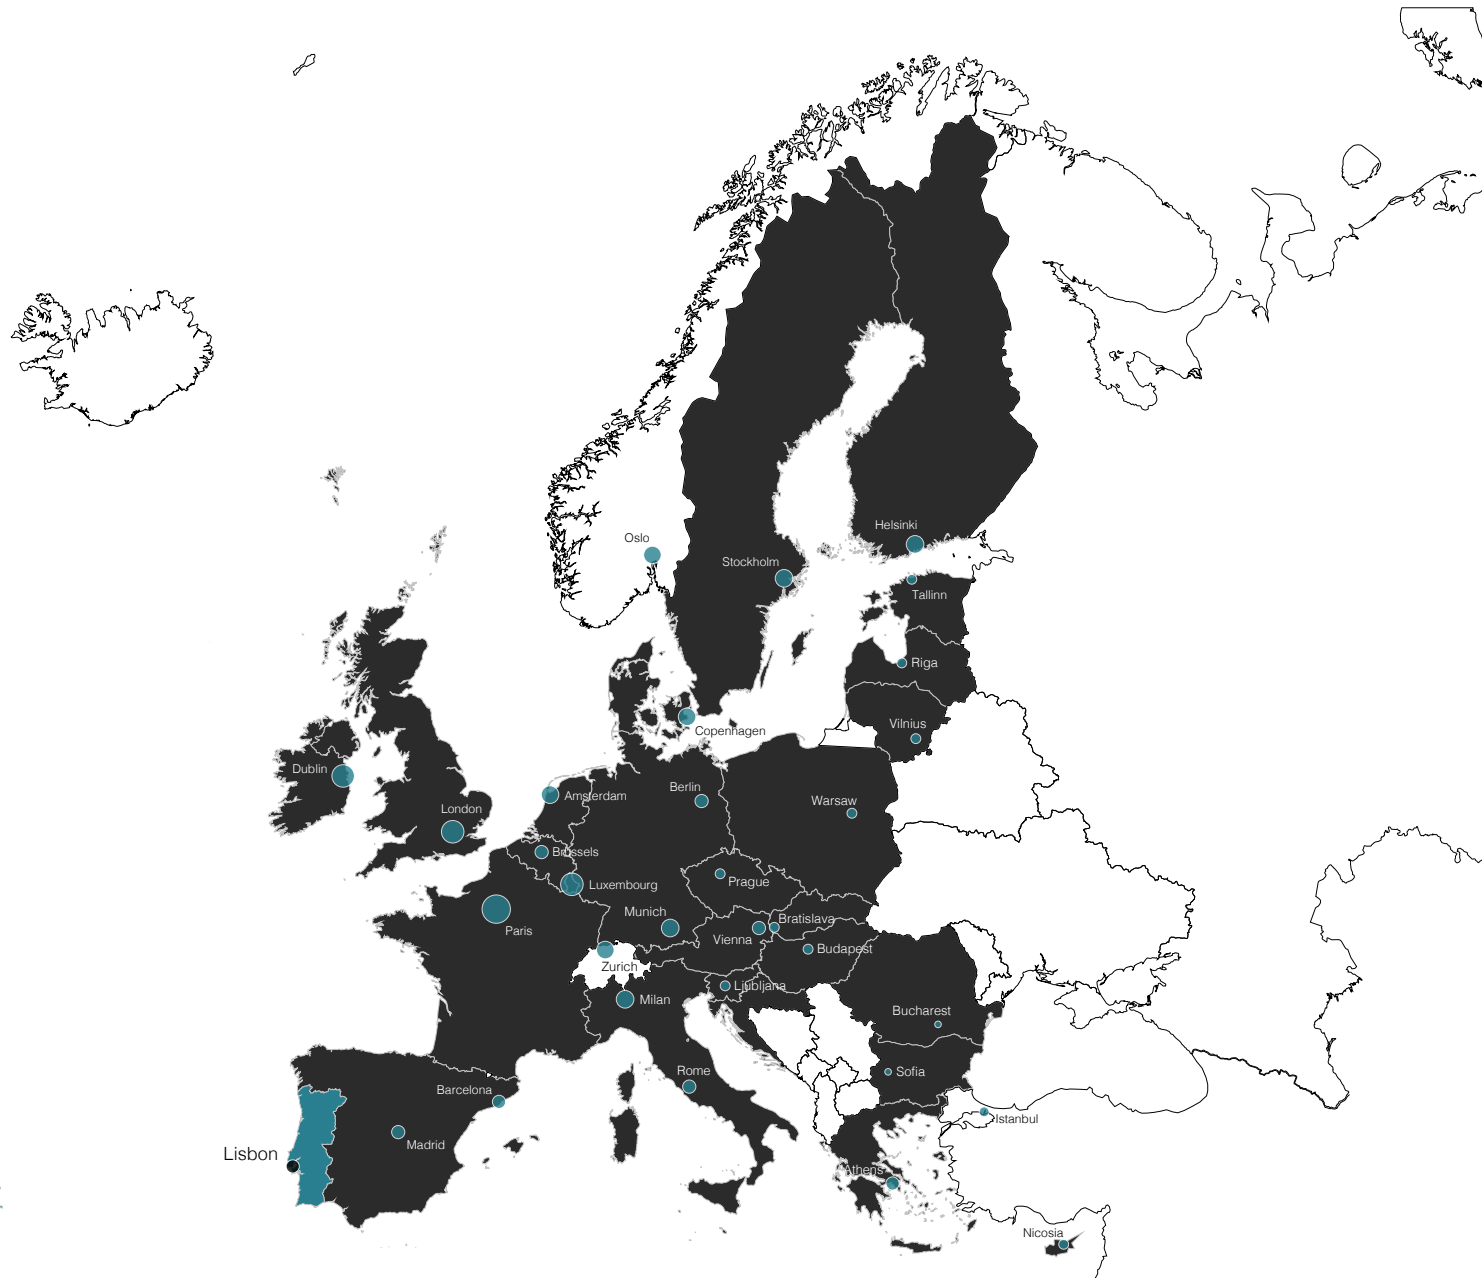 Helsinki
Oslo
Stockholm
Tallinn
Riga
Vilnius
Copenhagen
Dublin
Berlin
Amsterdam
Warsaw
London
Brussels
Prague
Luxembourg
Munich
Bratislava
Paris
Vienna
Budapest
Zurich
Ljubljana
Milan
Bucharest
Rome
Sofia
Barcelona
Istanbul
Madrid
Lisbon
Athens
Nicosia